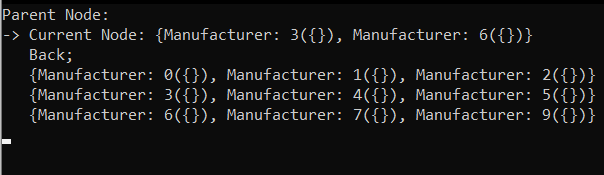 Parent Node:
-> Current Node: {Manufacturer: 3({}), Manufacturer: 6({})}
Back;
{Manufacturer: 0({}), Manufacturer: 1({}), Manufacturer: 2({})}
{Manufacturer: 3({}), Manufacturer: 4({}), Manufacturer: 5({})}
{Manufacturer: 6({}), Manufacturer: 7({}), Manufacturer: 9({})}